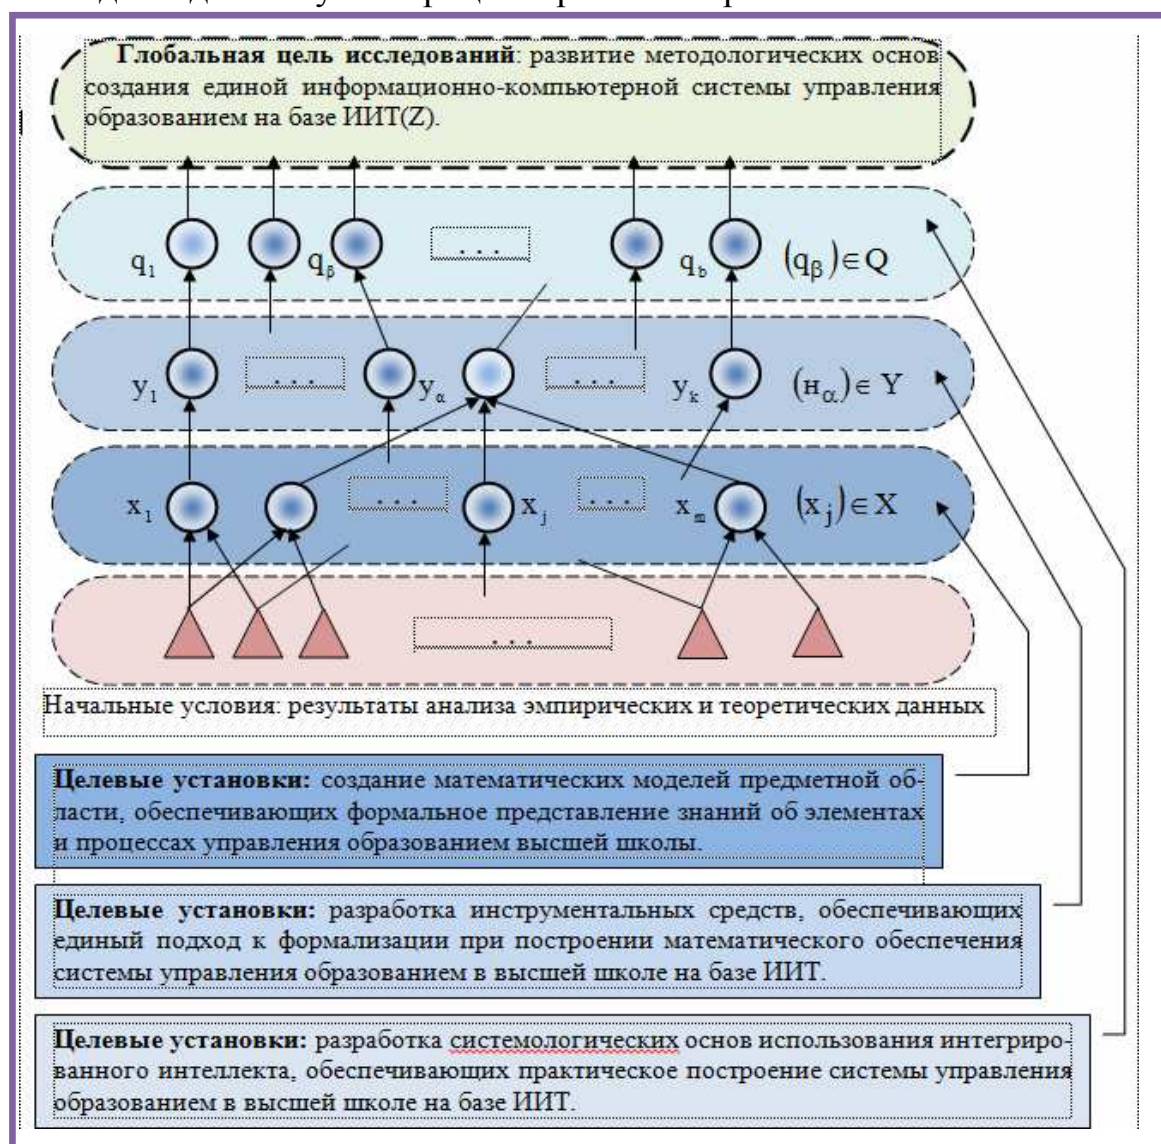 Глобальная цель исследований: развитие методологических основ
создания единой информационно-компьютерной системы управления
образованием на базе ИИТ(Z).
q₁ q_β . . . q_b (q_β)∈Q
y₁ . . . y_α . . . y_k (н_α)∈Y
x₁ . . . x_j . . . x_m (x_j)∈X
. . .
Начальные условия: результаты анализа эмпирических и теоретических данных
Целевые установки: создание математических моделей предметной об-
ласти, обеспечивающих формальное представление знаний об элементах
и процессах управления образованием высшей школы.
Целевые установки: разработка инструментальных средств, обеспечивающих
единый подход к формализации при построении математического обеспечения
системы управления образованием в высшей школе на базе ИИТ.
Целевые установки: разработка системологических основ использования интегриро-
ванного интеллекта, обеспечивающих практическое построение системы управления
образованием в высшей школе на базе ИИТ.